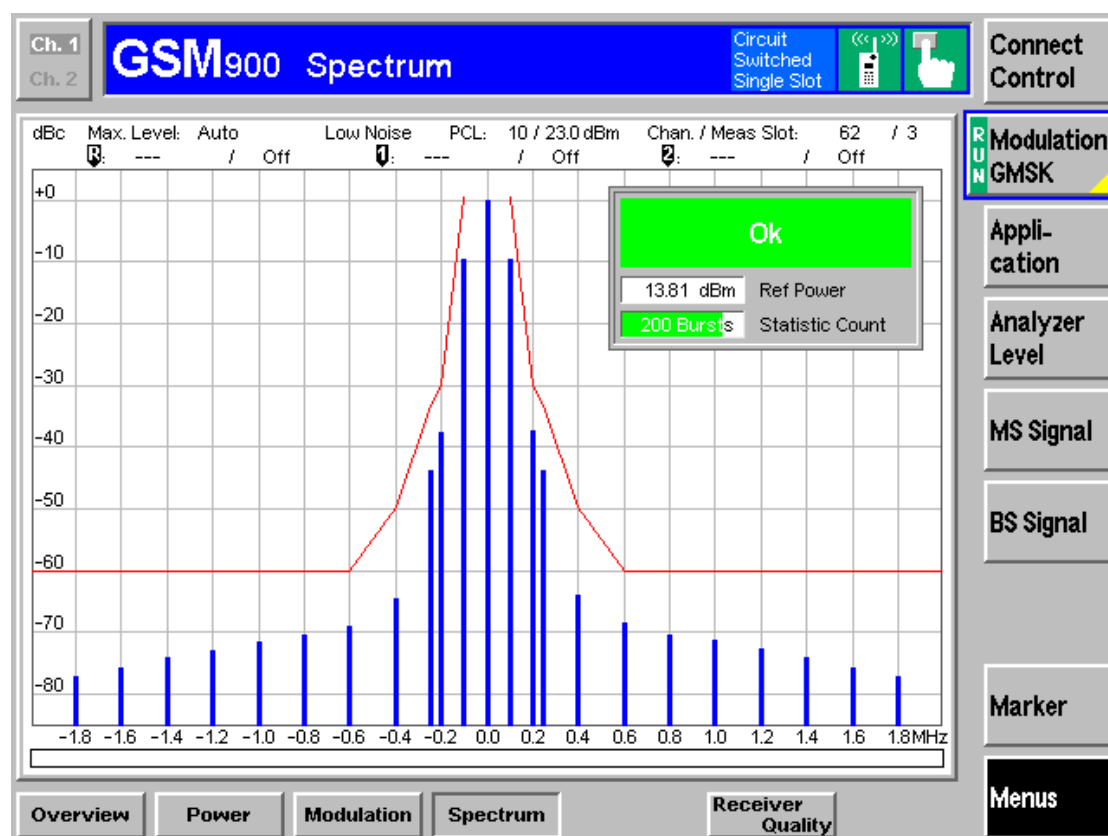 Ch. 1
Ch. 2
GSM900 Spectrum
Circuit
Switched
Single Slot
Connect
Control
dBc Max. Level: Auto Low Noise PCL: 10 / 23.0 dBm Chan. / Meas Slot: 62 / 3
R: --- / Off 1: --- / Off 2: --- / Off
RUN
Modulation
GMSK
+0
-10
-20
-30
-40
-50
-60
-70
-80
Ok
13.81 dBm Ref Power
200 Bursts Statistic Count
-1.8 -1.6 -1.4 -1.2 -1.0 -0.8 -0.6 -0.4 -0.2 0.0 0.2 0.4 0.6 0.8 1.0 1.2 1.4 1.6 1.8MHz
Appli-
cation
Analyzer
Level
MS Signal
BS Signal
Marker
Menus
Overview
Power
Modulation
Spectrum
Receiver
Quality